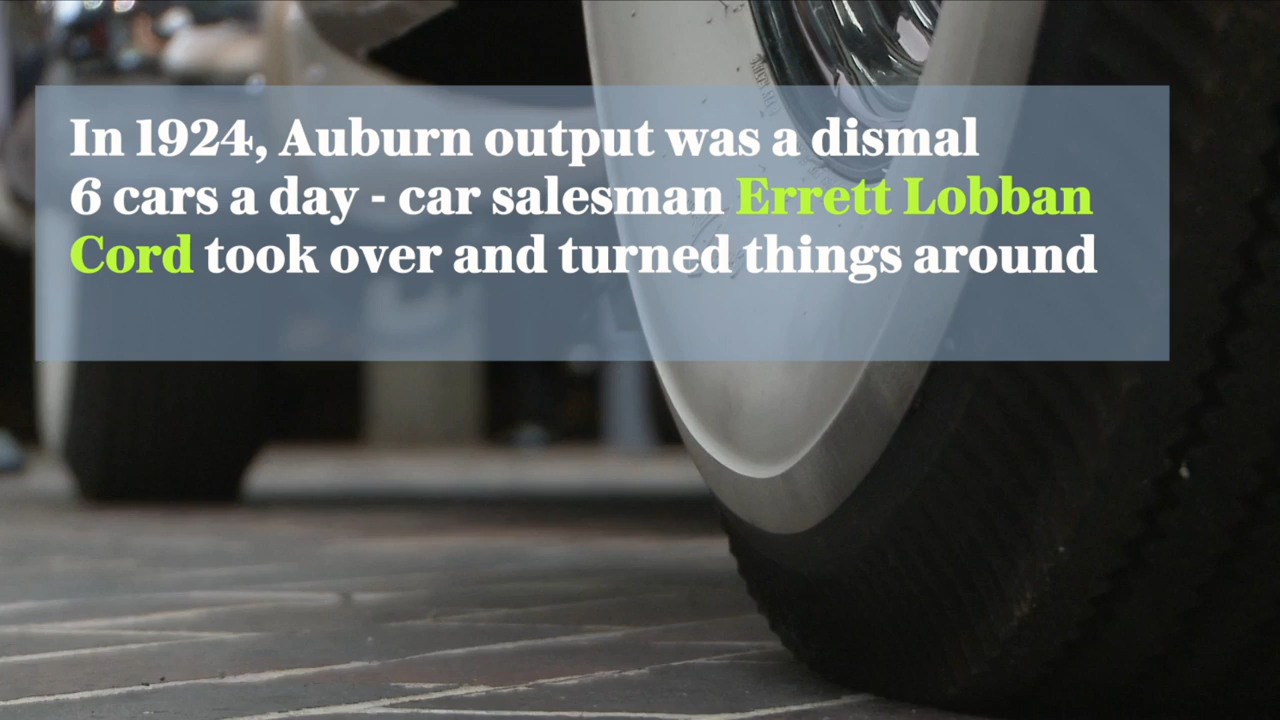 In 1924, Auburn output was a dismal
6 cars a day - car salesman Errett Lobban
Cord took over and turned things around